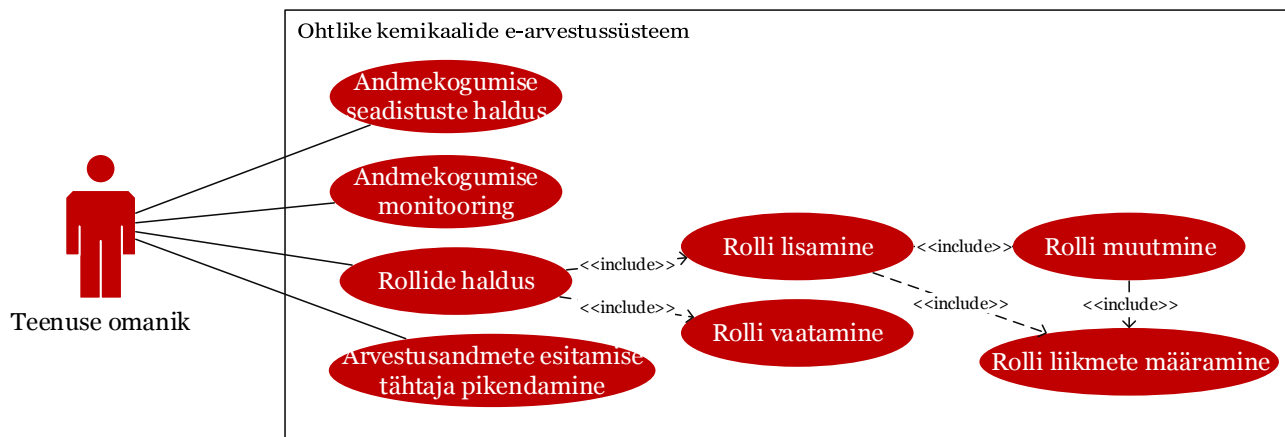 Ohtlike kemikaalide e-arvestussüsteem
Andmekogumise
seadistuste haldus
Andmekogumise
monitooring
Rolli lisamine
<<include>>
Rolli muutmine
Rollide haldus
<<include>>
<<include>>
<<include>>
<<include>>
Teenuse omanik
Rolli vaatamine
Arvestusandmete esitamise
tähtaja pikendamine
Rolli liikmete määramine